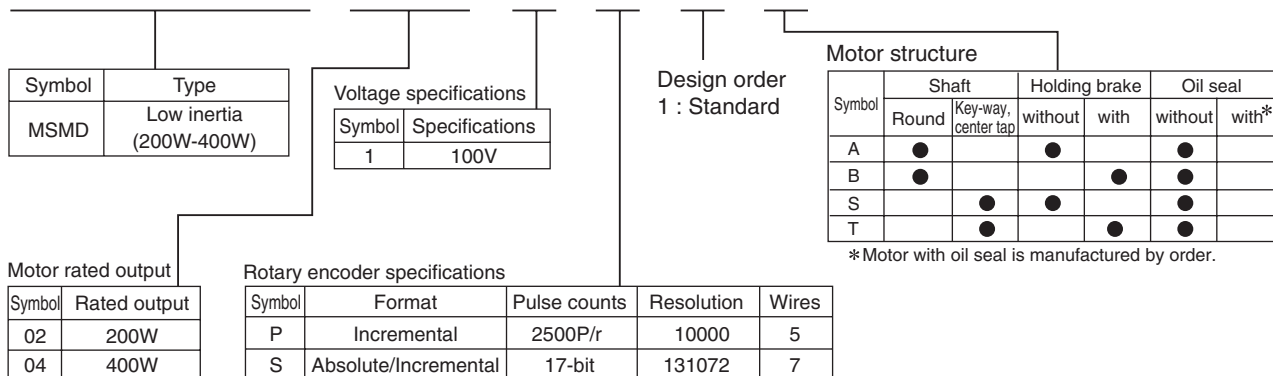 Symbol Type
MSMD Low inertia
(200W-400W)
Voltage specifications
Symbol Specifications
1 100V
Design order
1 : Standard
Motor structure
Symbol Shaft Holding brake Oil seal
Round Key-way, center tap without with without with*
A ● ● ●
B ● ● ●
S ● ● ●
T ● ● ●
*Motor with oil seal is manufactured by order.
Motor rated output
Symbol Rated output
02 200W
04 400W
Rotary encoder specifications
Symbol Format Pulse counts Resolution Wires
P Incremental 2500P/r 10000 5
S Absolute/Incremental 17-bit 131072 7